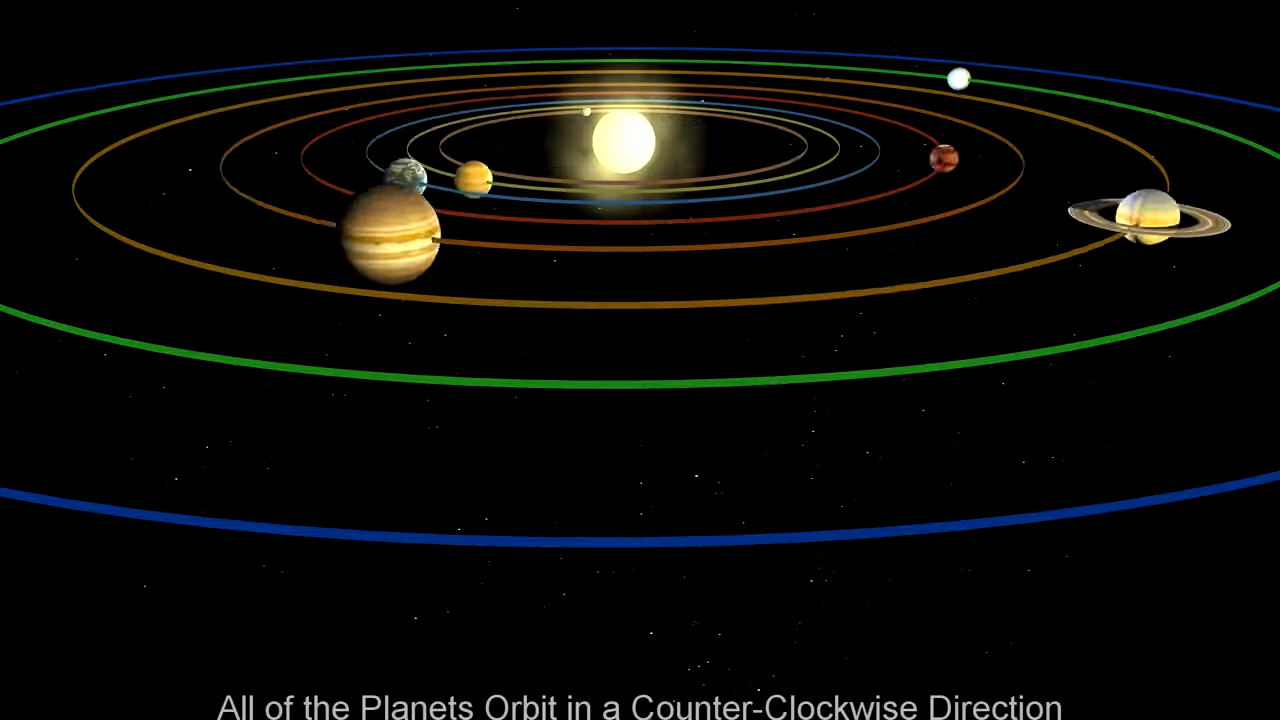 All of the Planets Orbit in a Counter-Clockwise Direction